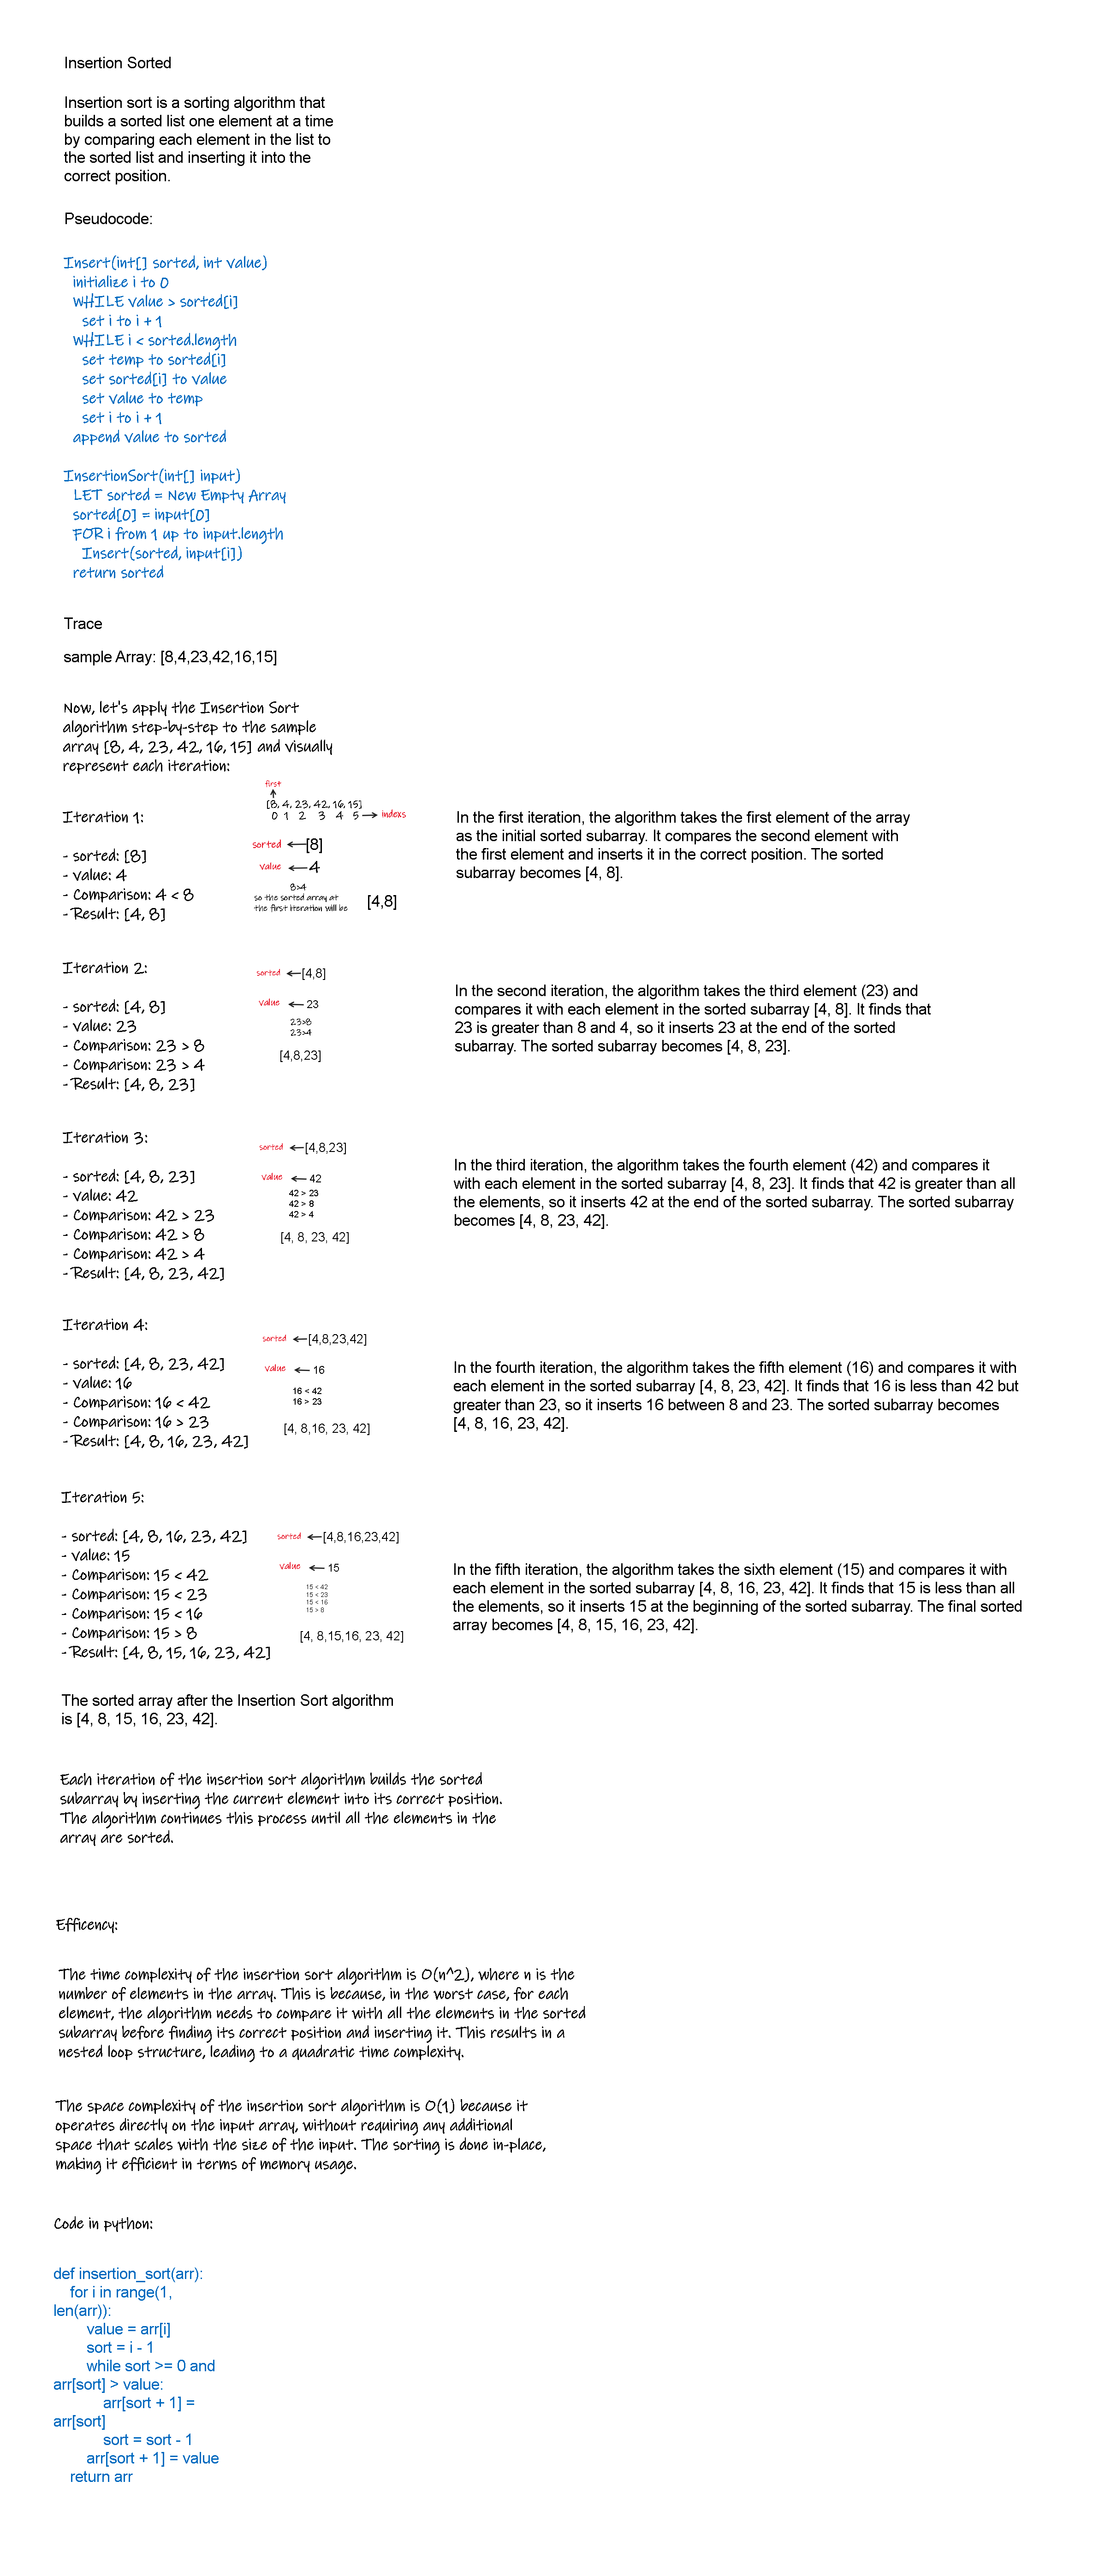 Insertion Sorted
Insertion sort is a sorting algorithm that
builds a sorted list one element at a time
by comparing each element in the list to
the sorted list and inserting it into the
correct position.
Pseudocode:
Insert(int[] sorted, int value)
initialize i to 0
WHILE value > sorted[i]
set i to i + 1
WHILE i < sorted.length
set temp to sorted[i]
set sorted[i] to value
set value to temp
set i to i + 1
append value to sorted
InsertionSort(int[] input)
LET sorted = New Empty Array
sorted[0] = input[0]
FOR i from 1 up to input.length
Insert(sorted, input[i])
return sorted
Trace
sample Array: [8,4,23,42,16,15]
Now, let's apply the Insertion Sort
algorithm step-by-step to the sample
array [8, 4, 23, 42, 16, 15] and visually
represent each iteration:
Iteration 1:
- sorted: [8]
- value: 4
- Comparison: 4 < 8
- Result: [4, 8]
first
[8, 4, 23, 42, 16, 15]
0 1 2 3 4 5 → indexs
sorted ← [8]
value ← 4
8>4
so the sorted array at
the first iteration will be
[4,8]
In the first iteration, the algorithm takes the first element of the array
as the initial sorted subarray. It compares the second element with
the first element and inserts it in the correct position. The sorted
subarray becomes [4, 8].
Iteration 2:
- sorted: [4, 8]
- value: 23
- Comparison: 23 > 8
- Comparison: 23 > 4
- Result: [4, 8, 23]
sorted ← [4,8]
value ← 23
23>8
23>4
[4,8,23]
In the second iteration, the algorithm takes the third element (23) and
compares it with each element in the sorted subarray [4, 8]. It finds that
23 is greater than 8 and 4, so it inserts 23 at the end of the sorted
subarray. The sorted subarray becomes [4, 8, 23].
Iteration 3:
- sorted: [4, 8, 23]
- value: 42
- Comparison: 42 > 23
- Comparison: 42 > 8
- Comparison: 42 > 4
- Result: [4, 8, 23, 42]
sorted ← [4,8,23]
value ← 42
42 > 23
42 > 8
42 > 4
[4, 8, 23, 42]
In the third iteration, the algorithm takes the fourth element (42) and compares it
with each element in the sorted subarray [4, 8, 23]. It finds that 42 is greater than all
the elements, so it inserts 42 at the end of the sorted subarray. The sorted subarray
becomes [4, 8, 23, 42].
Iteration 4:
- sorted: [4, 8, 23, 42]
- value: 16
- Comparison: 16 < 42
- Comparison: 16 > 23
- Result: [4, 8, 16, 23, 42]
sorted ← [4,8,23,42]
value ← 16
16 < 42
16 > 23
[4, 8,16, 23, 42]
In the fourth iteration, the algorithm takes the fifth element (16) and compares it with
each element in the sorted subarray [4, 8, 23, 42]. It finds that 16 is less than 42 but
greater than 23, so it inserts 16 between 8 and 23. The sorted subarray becomes
[4, 8, 16, 23, 42].
Iteration 5:
- sorted: [4, 8, 16, 23, 42]
- value: 15
- Comparison: 15 < 42
- Comparison: 15 < 23
- Comparison: 15 < 16
- Comparison: 15 > 8
- Result: [4, 8, 15, 16, 23, 42]
sorted ← [4,8,16,23,42]
value ← 15
15 < 42
15 < 23
15 < 16
15 > 8
[4, 8,15,16, 23, 42]
In the fifth iteration, the algorithm takes the sixth element (15) and compares it with
each element in the sorted subarray [4, 8, 16, 23, 42]. It finds that 15 is less than all
the elements, so it inserts 15 at the beginning of the sorted subarray. The final sorted
array becomes [4, 8, 15, 16, 23, 42].
The sorted array after the Insertion Sort algorithm
is [4, 8, 15, 16, 23, 42].
Each iteration of the insertion sort algorithm builds the sorted
subarray by inserting the current element into its correct position.
The algorithm continues this process until all the elements in the
array are sorted.
Efficency:
The time complexity of the insertion sort algorithm is O(n^2), where n is the
number of elements in the array. This is because, in the worst case, for each
element, the algorithm needs to compare it with all the elements in the sorted
subarray before finding its correct position and inserting it. This results in a
nested loop structure, leading to a quadratic time complexity.
The space complexity of the insertion sort algorithm is O(1) because it
operates directly on the input array, without requiring any additional
space that scales with the size of the input. The sorting is done in-place,
making it efficient in terms of memory usage.
Code in python:
def insertion_sort(arr):
for i in range(1,
len(arr)):
value = arr[i]
sort = i - 1
while sort >= 0 and
arr[sort] > value:
arr[sort + 1] =
arr[sort]
sort = sort - 1
arr[sort + 1] = value
return arr